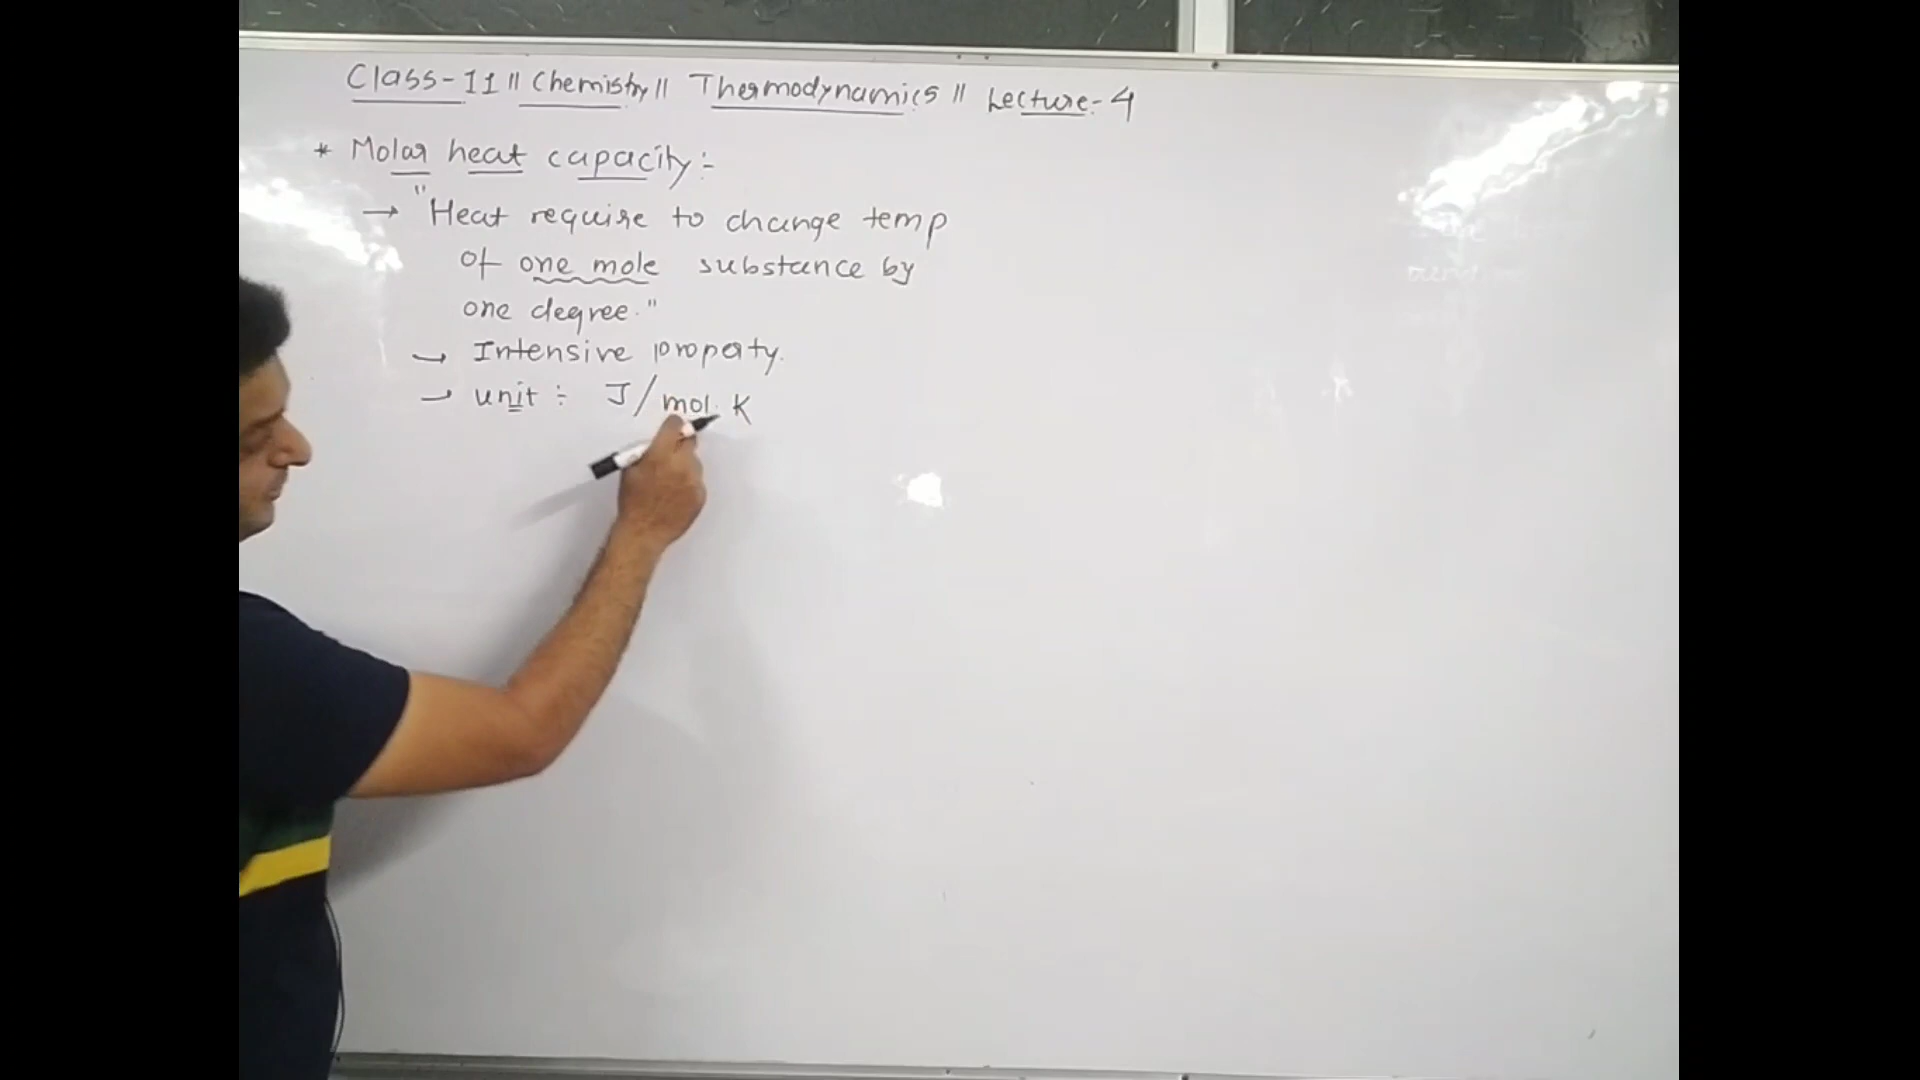 Class-11 || Chemistry || Thermodynamics || Lecture-4
* Molar heat capacity:-
→ "Heat require to change temp
of one mole substance by
one degree."
→ Intensive property.
→ unit:- J/mol. K